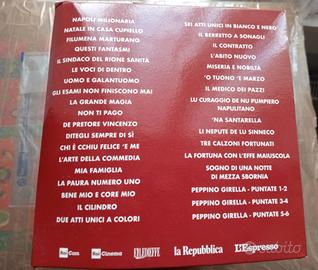 NAPOLI MILIONARIA
NATALE IN CASA CUPIELLO
FILUMENA MARTURANO
QUESTI FANTASMI
IL SINDACO DEL RIONE SANITÀ
LE VOCI DI DENTRO
UOMO E GALANTUOMO
GLI ESAMI NON FINISCONO MAI
LA GRANDE MAGIA
NON TI PAGO
DE PRETORE VINCENZO
DITEGLI SEMPRE DI SÌ
CHI È CCHIU FELICE 'E ME
L'ARTE DELLA COMMEDIA
MIA FAMIGLIA
LA PAURA NUMERO UNO
BENE MIO E CORE MIO
IL CILINDRO
DUE ATTI UNICI A COLORI
SEI ATTI UNICI IN BIANCO E NERO
IL BERRETTO A SONAGLI
IL CONTRATTO
L'ABITO NUOVO
MISERIA E NOBILTÀ
'O TUONO 'E MARZO
IL MEDICO DEI PAZZI
LU CURAGGIO DE NU PUMPIERO
NAPULITANO
'NA SANTARELLA
LI NEPUTE DE LU SINNECO
TRE CALZONI FORTUNATI
LA FORTUNA CON L'EFFE MAIUSCOLA
SOGNO DI UNA NOTTE
DI MEZZA SBORNIA
PEPPINO GIRELLA - PUNTATE 1-2
PEPPINO GIRELLA - PUNTATE 3-4
PEPPINO GIRELLA - PUNTATE 5-6
Rai Com
Rai Cinema
la Repubblica
L'Espresso
subito